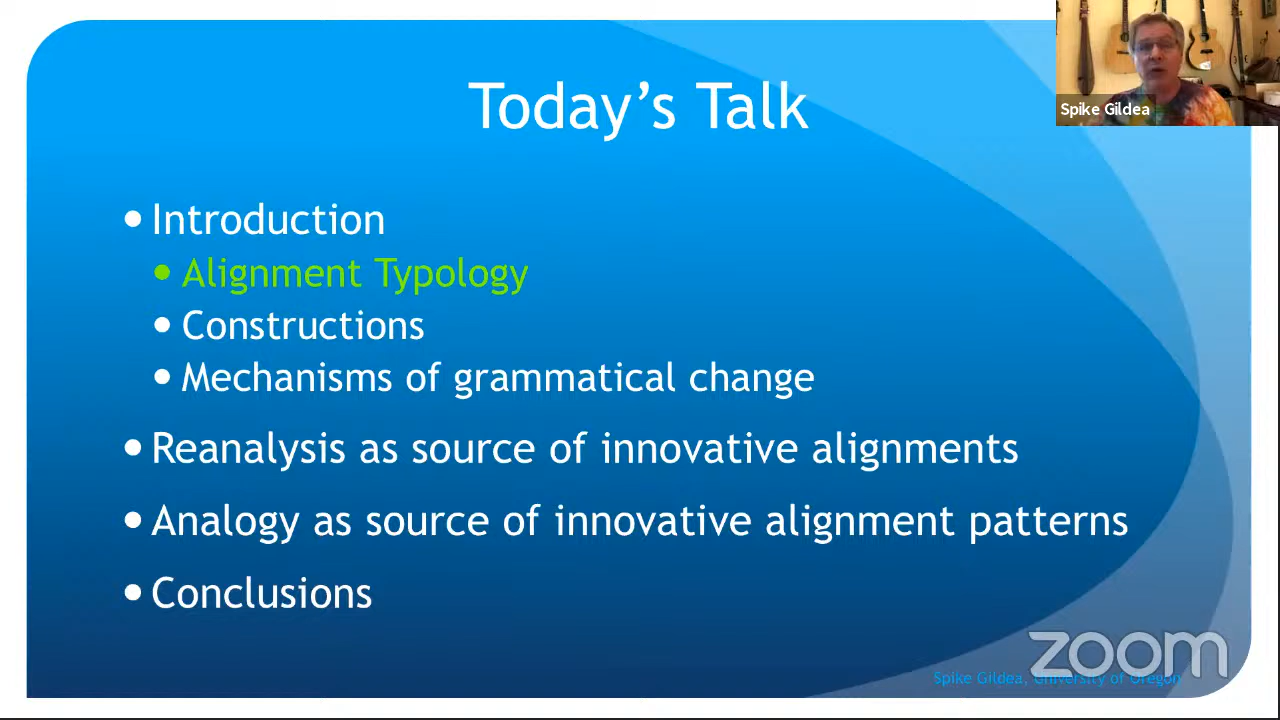 Today's Talk
Spike Gildea
• Introduction
• Alignment Typology
• Constructions
• Mechanisms of grammatical change
• Reanalysis as source of innovative alignments
• Analogy as source of innovative alignment patterns
• Conclusions
zoom
Spike Gildea, University of Oregon